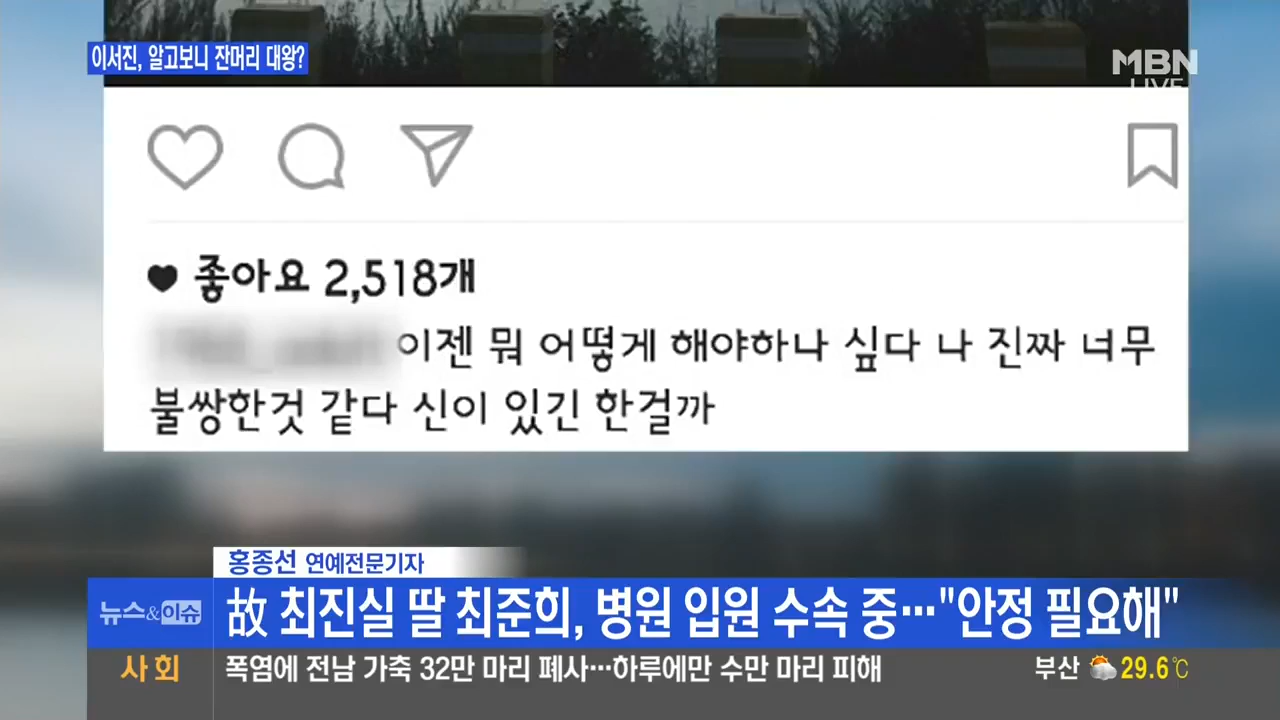 이서진, 알고보니 잔머리 대왕?
MBN
LIVE
좋아요 2,518개
이젠 뭐 어떻게 해야하나 싶다 나 진짜 너무
불쌍한것 같다 신이 있긴 한걸까
홍종선 연예전문기자
뉴스&이슈
故 최진실 딸 최준희, 병원 입원 수속 중…"안정 필요해"
사회
폭염에 전남 가축 32만 마리 폐사…하루에만 수만 마리 피해
부산 29.6℃